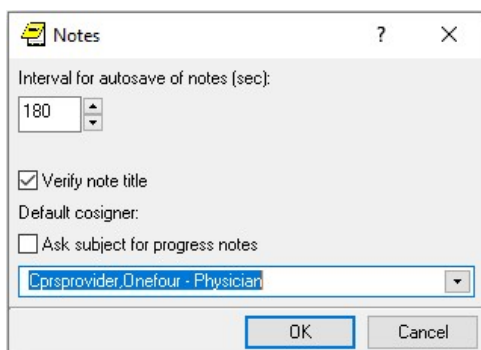 Notes
Interval for autosave of notes (sec):
180
Verify note title
Default cosigner:
Ask subject for progress notes
Cprsprovider,Onefour - Physician
OK Cancel